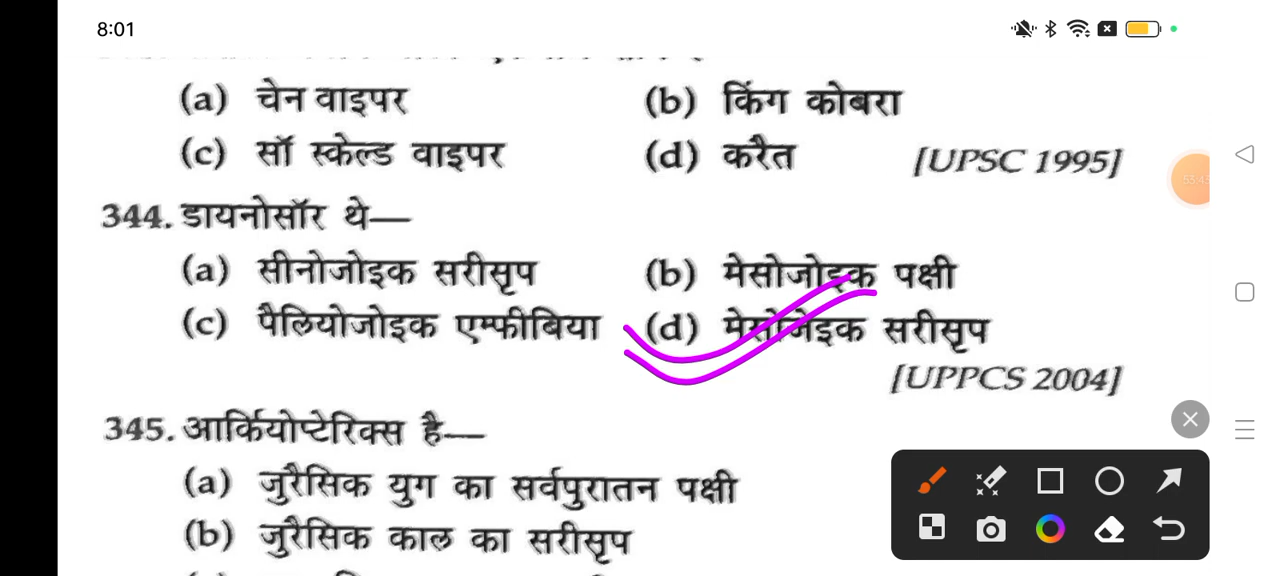 8:01
(a) चेन वाइपर (b) किंग कोबरा
(c) सॉ स्केल्ड वाइपर (d) करैत [UPSC 1995]
344. डायनोसॉर थे—
(a) सीनोजोइक सरीसृप (b) मेसोजोइक पक्षी
(c) पैलियोजोइक एम्फीबिया (d) मेसोजेइक सरीसृप
[UPPCS 2004]
345. आर्कियोप्टेरिक्स है—
(a) जुरैसिक युग का सर्वपुरातन पक्षी
(b) जुरैसिक काल का सरीसृप